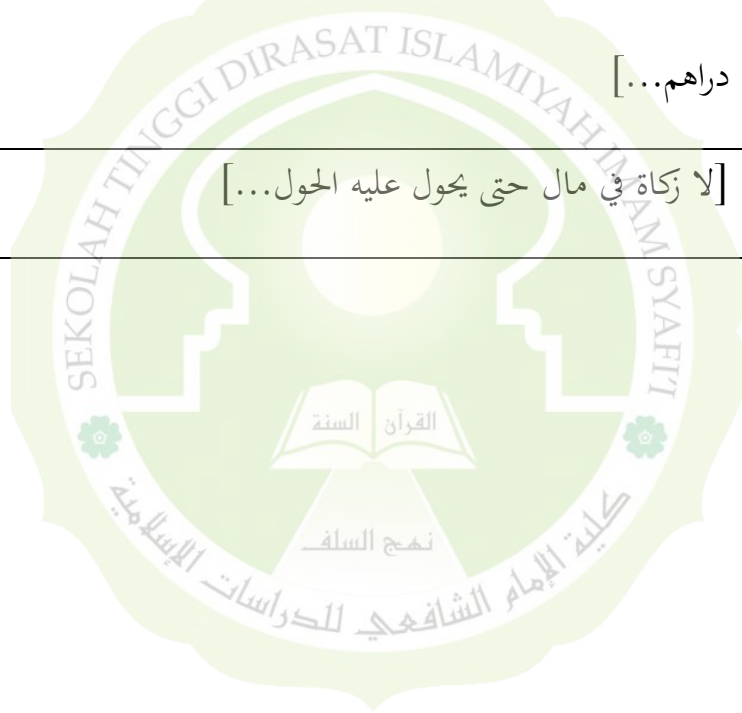 دراهم...]
[لا زكاة في مال حتى يحول عليه الحول...]
SEKOLAH TINGGI DIRASAT ISLAMIYAH IMAM SYAFI'I
القرآن السنة
نهج السلف
كلية الإمام الشافعي للدراسات الإسلامية